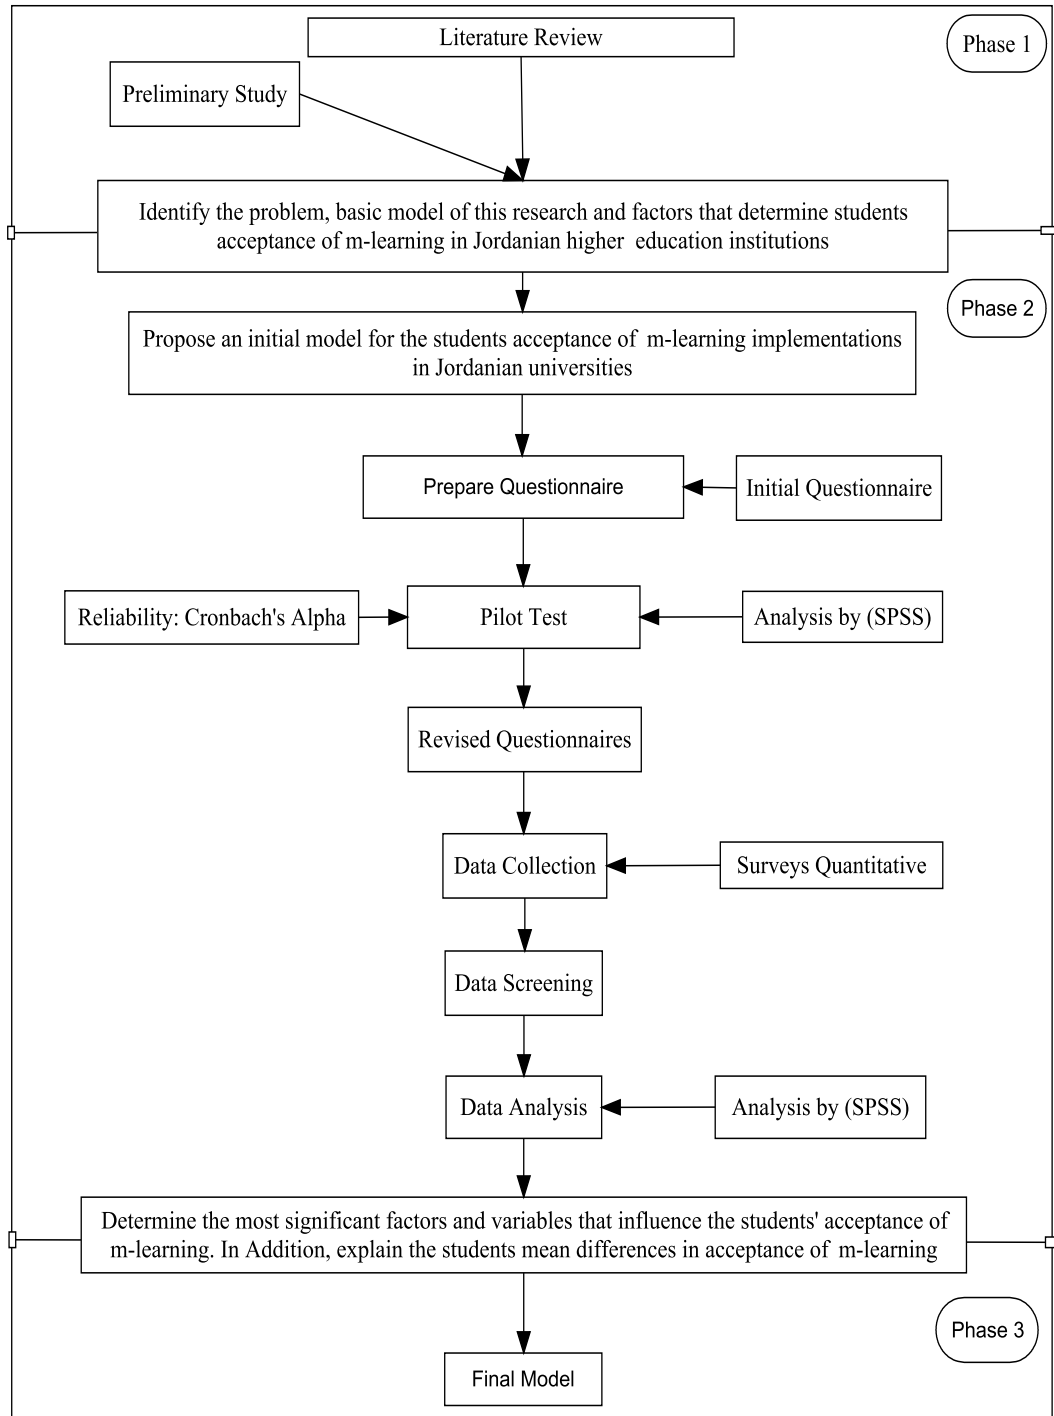 Literature Review
Phase 1
Preliminary Study
Identify the problem, basic model of this research and factors that determine students
acceptance of m-learning in Jordanian higher education institutions
Phase 2
Propose an initial model for the students acceptance of m-learning implementations
in Jordanian universities
Prepare Questionnaire
Initial Questionnaire
Reliability: Cronbach's Alpha
Pilot Test
Analysis by (SPSS)
Revised Questionnaires
Data Collection
Surveys Quantitative
Data Screening
Data Analysis
Analysis by (SPSS)
Determine the most significant factors and variables that influence the students' acceptance of
m-learning. In Addition, explain the students mean differences in acceptance of m-learning
Phase 3
Final Model